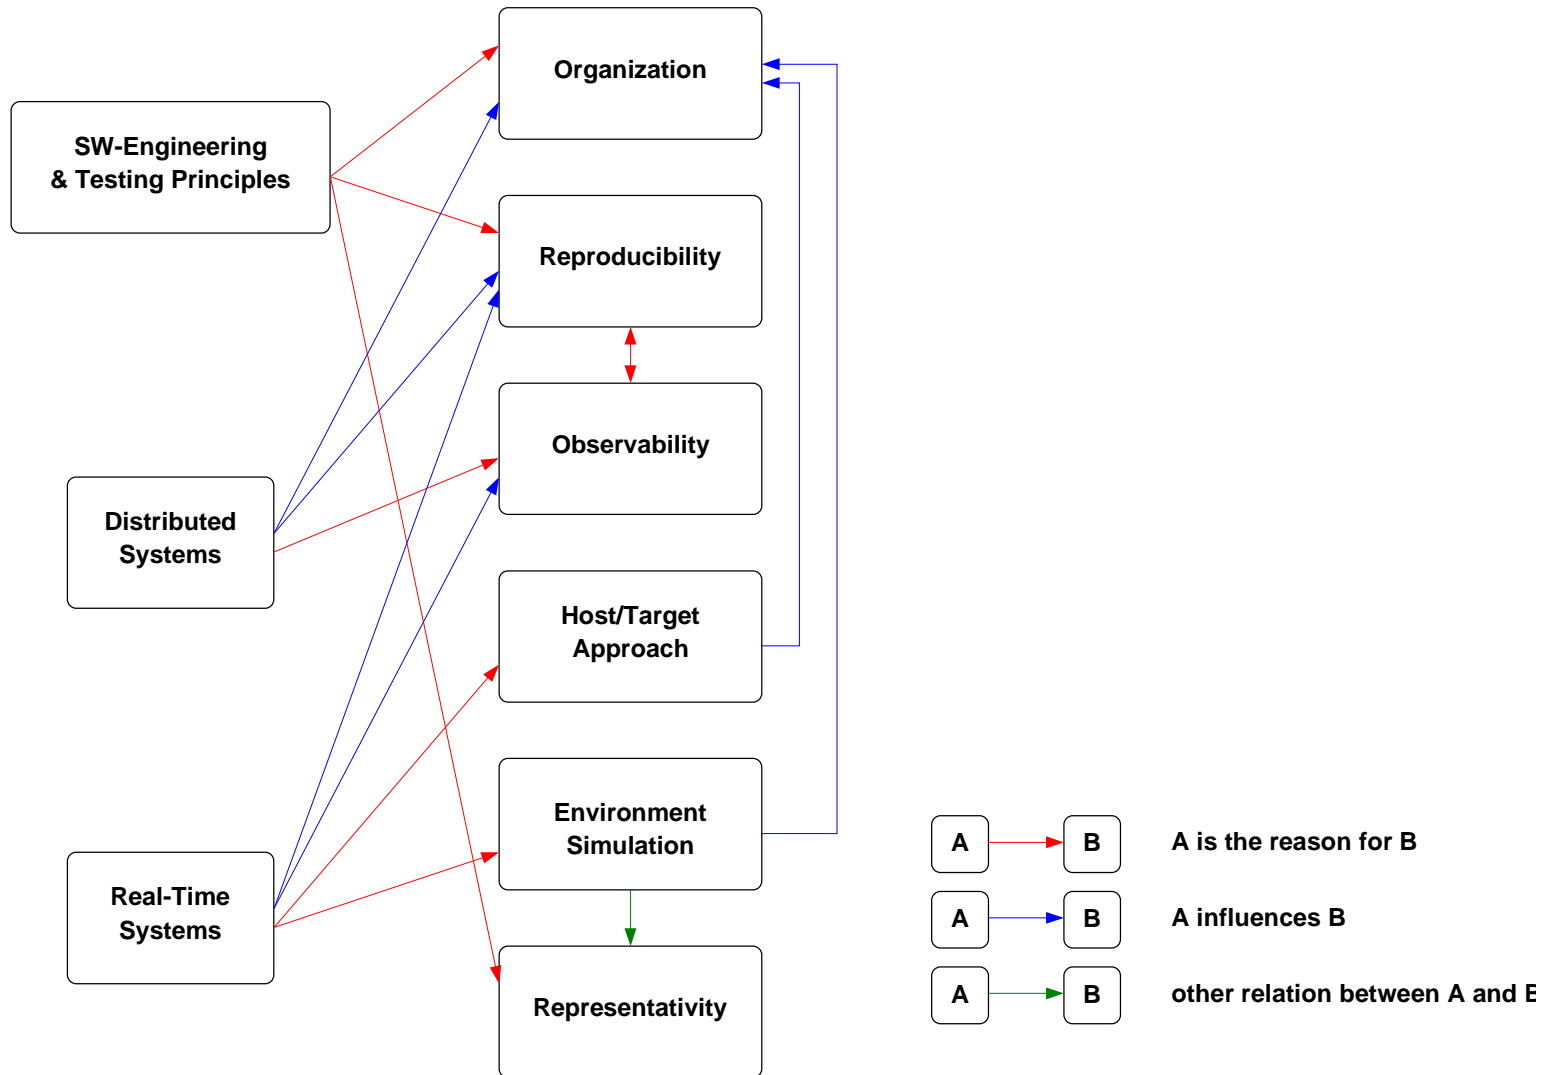 Organization
SW-Engineering
& Testing Principles
Reproducibility
Observability
Distributed
Systems
Host/Target
Approach
Environment
Simulation
Real-Time
Systems
Representativity
A B A is the reason for B
A B A influences B
A B other relation between A and B